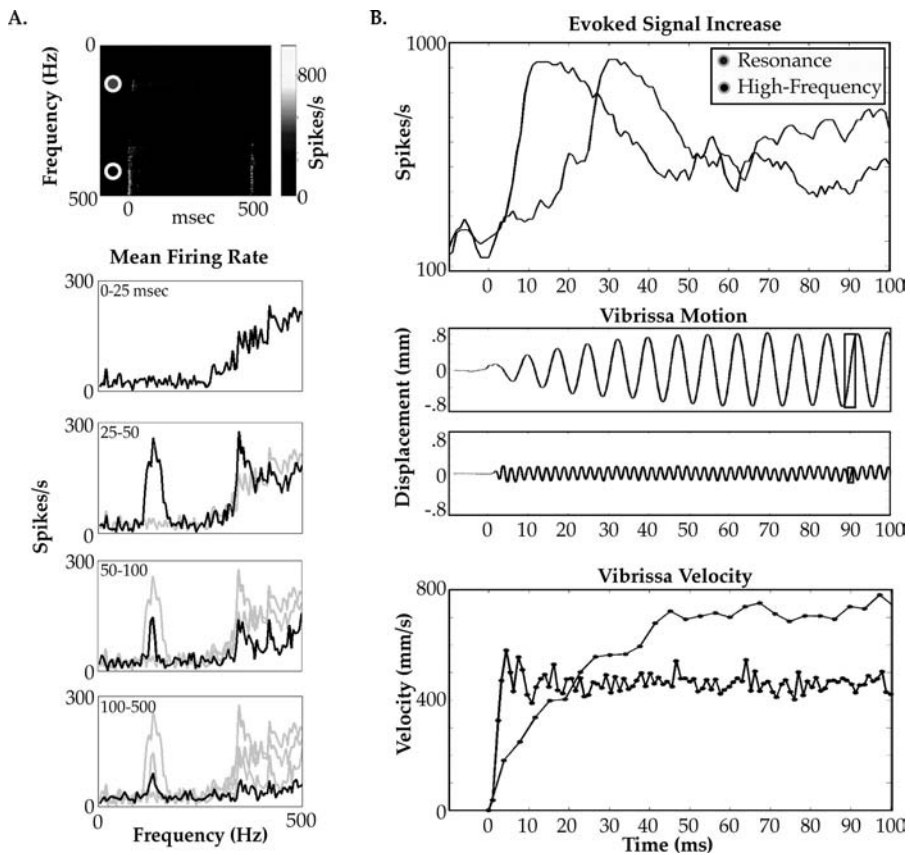 A.
0
Frequency (Hz)
500
0
500
msec
800
Spikes/s
0
Mean Firing Rate
300
0-25 msec
0
300
25-50
0
Spikes/s
300
50-100
0
300
100-500
0
0
500
Frequency (Hz)
B.
Evoked Signal Increase
1000
Spikes/s
100
Resonance
High-Frequency
0 10 20 30 40 50 60 70 80 90 100
Vibrissa Motion
.8
0
-.8
Displacement (mm)
.8
0
-.8
0 10 20 30 40 50 60 70 80 90 100
Vibrissa Velocity
800
Velocity (mm/s)
400
0
0 10 20 30 40 50 60 70 80 90 100
Time (ms)